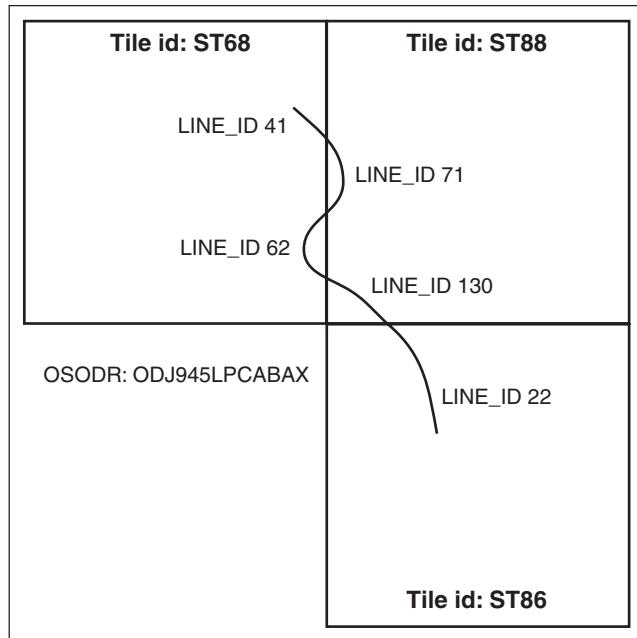 Tile id: ST68
Tile id: ST88
LINE_ID 41
LINE_ID 71
LINE_ID 62
LINE_ID 130
OSODR: ODJ945LPCABAX
LINE_ID 22
Tile id: ST86